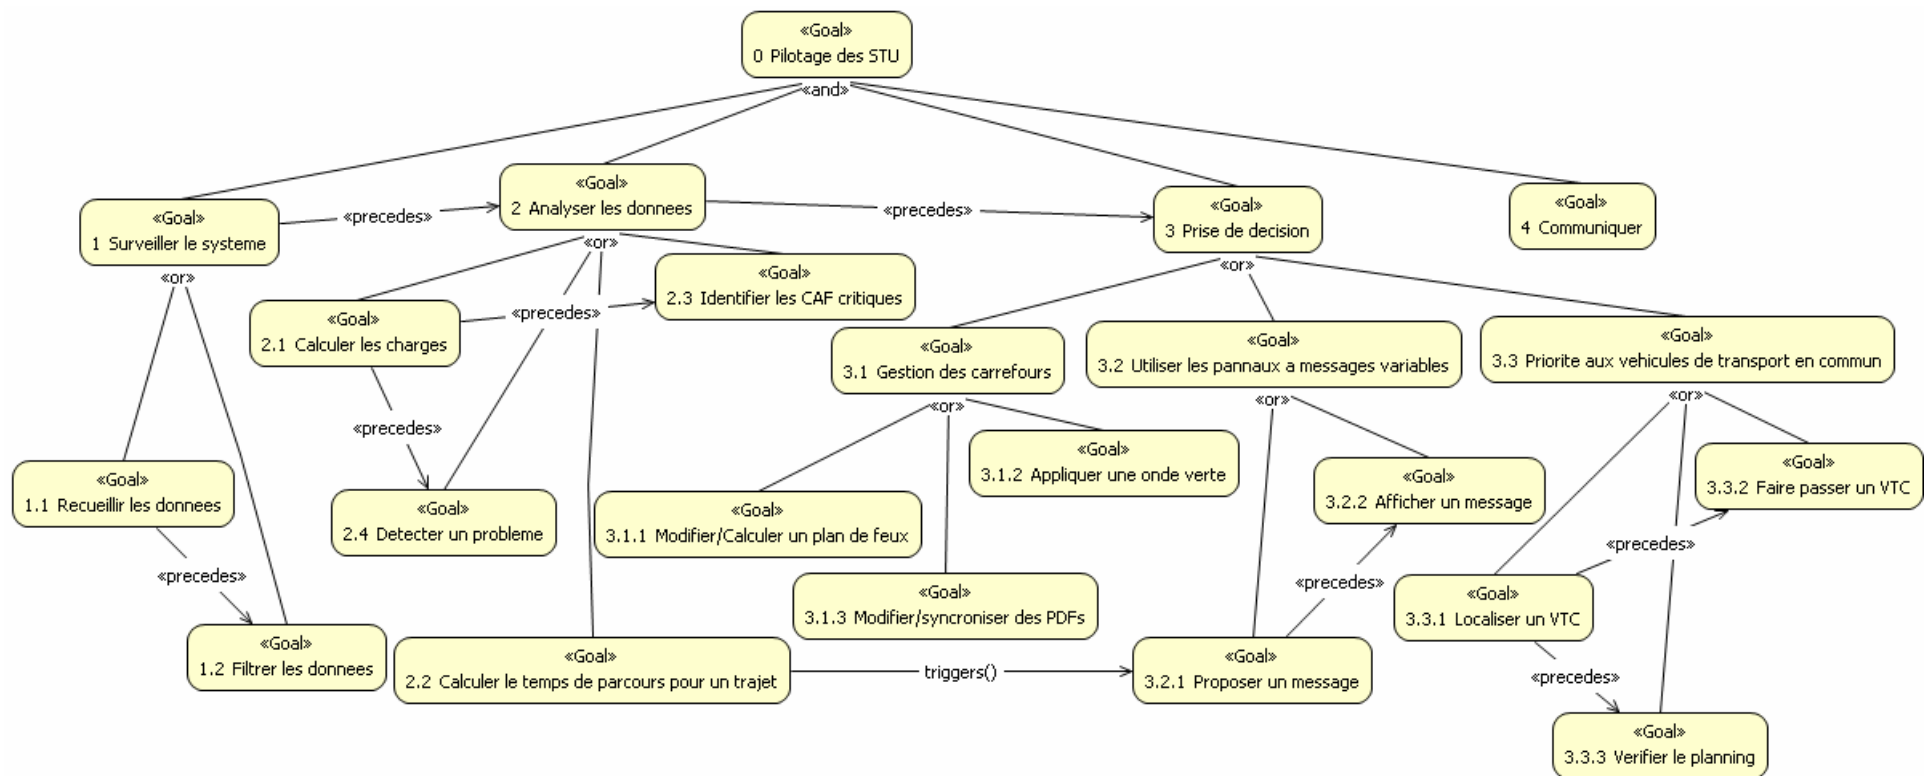 «Goal»
0 Pilotage des STU
«and»
«Goal»
2 Analyser les donnees
«Goal»
4 Communiquer
«Goal»
3 Prise de decision
«Goal»
1 Surveiller le systeme
«precedes»
«precedes»
«or»
«or»
«or»
«Goal»
2.3 Identifier les CAF critiques
«Goal»
2.1 Calculer les charges
«precedes»
«Goal»
3.1 Gestion des carrefours
«Goal»
3.2 Utiliser les pannaux a messages variables
«Goal»
3.3 Priorite aux vehicules de transport en commun
«or»
«or»
«or»
«precedes»
«Goal»
3.1.2 Appliquer une onde verte
«Goal»
3.3.2 Faire passer un VTC
«Goal»
1.1 Recueillir les donnees
«Goal»
3.2.2 Afficher un message
«Goal»
2.4 Detecter un probleme
«Goal»
3.1.1 Modifier/Calculer un plan de feux
«precedes»
«precedes»
«precedes»
«Goal»
3.1.3 Modifier/syncroniser des PDFs
«Goal»
3.3.1 Localiser un VTC
«Goal»
1.2 Filtrer les donnees
«Goal»
2.2 Calculer le temps de parcours pour un trajet
triggers()
«Goal»
3.2.1 Proposer un message
«precedes»
«Goal»
3.3.3 Verifier le planning